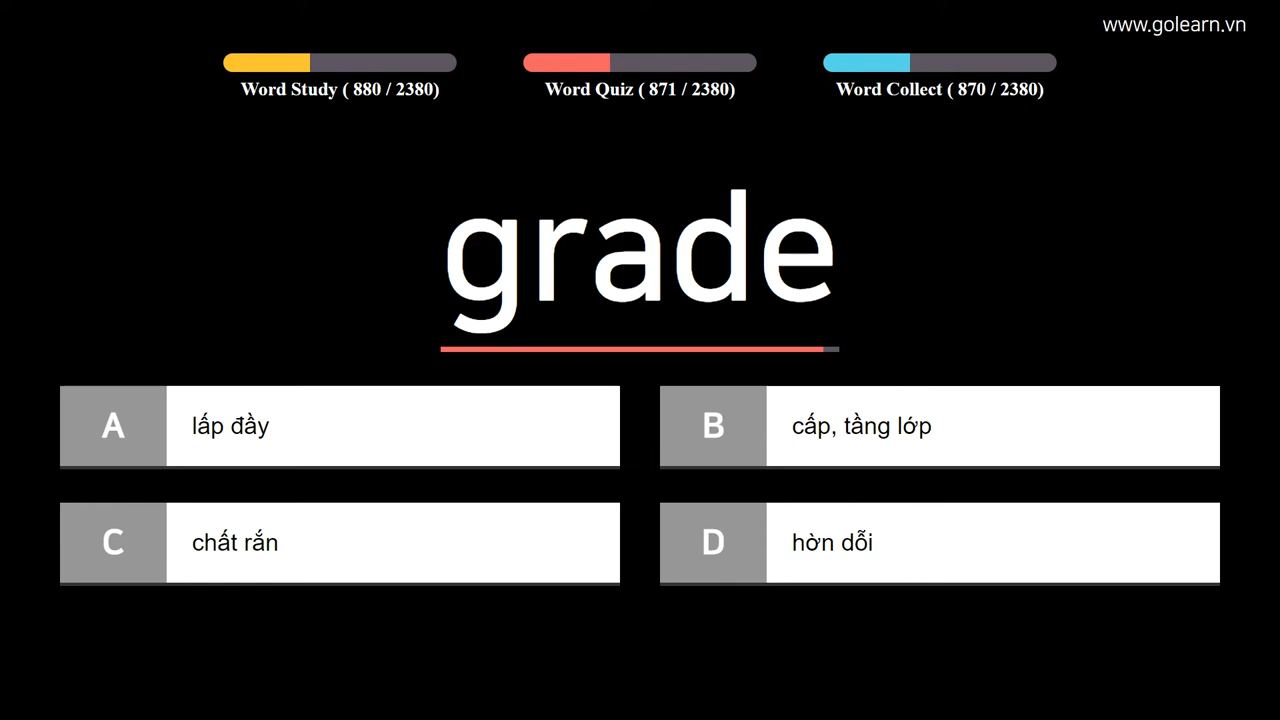 www.golearn.vn
Word Study ( 880 / 2380)
Word Quiz ( 871 / 2380)
Word Collect ( 870 / 2380)
grade
A lấp đầy
B cấp, tầng lớp
C chất rắn
D hờn dỗi